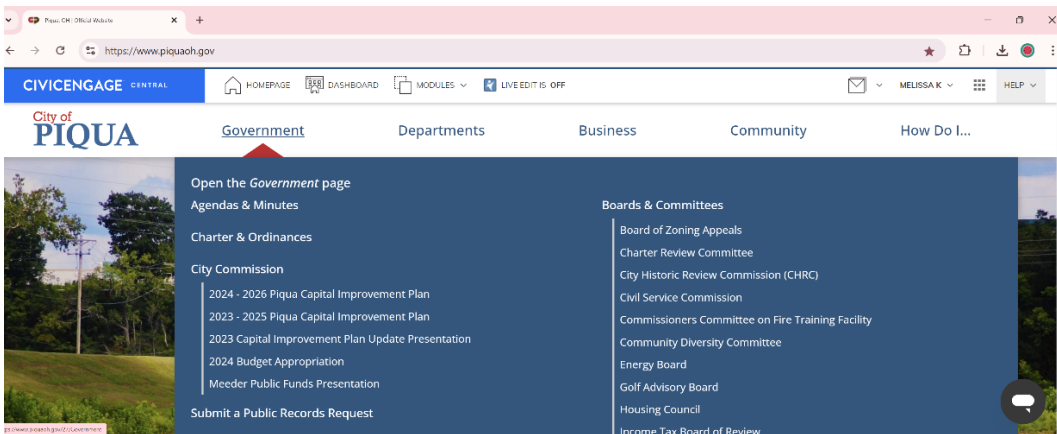 Piqua, OH | Official Website
https://www.piquaoh.gov
CIVICENGAGE CENTRAL
HOMEPAGE
DASHBOARD
MODULES
LIVE EDIT IS OFF
MELISSA K
HELP
City of
PIQUA
Government
Departments
Business
Community
How Do I...
Open the Government page
Agendas & Minutes
Charter & Ordinances
City Commission
2024 - 2026 Piqua Capital Improvement Plan
2023 - 2025 Piqua Capital Improvement Plan
2023 Capital Improvement Plan Update Presentation
2024 Budget Appropriation
Meeder Public Funds Presentation
Submit a Public Records Request
Boards & Committees
Board of Zoning Appeals
Charter Review Committee
City Historic Review Commission (CHRC)
Civil Service Commission
Commissioners Committee on Fire Training Facility
Community Diversity Committee
Energy Board
Golf Advisory Board
Housing Council
Income Tax Board of Review